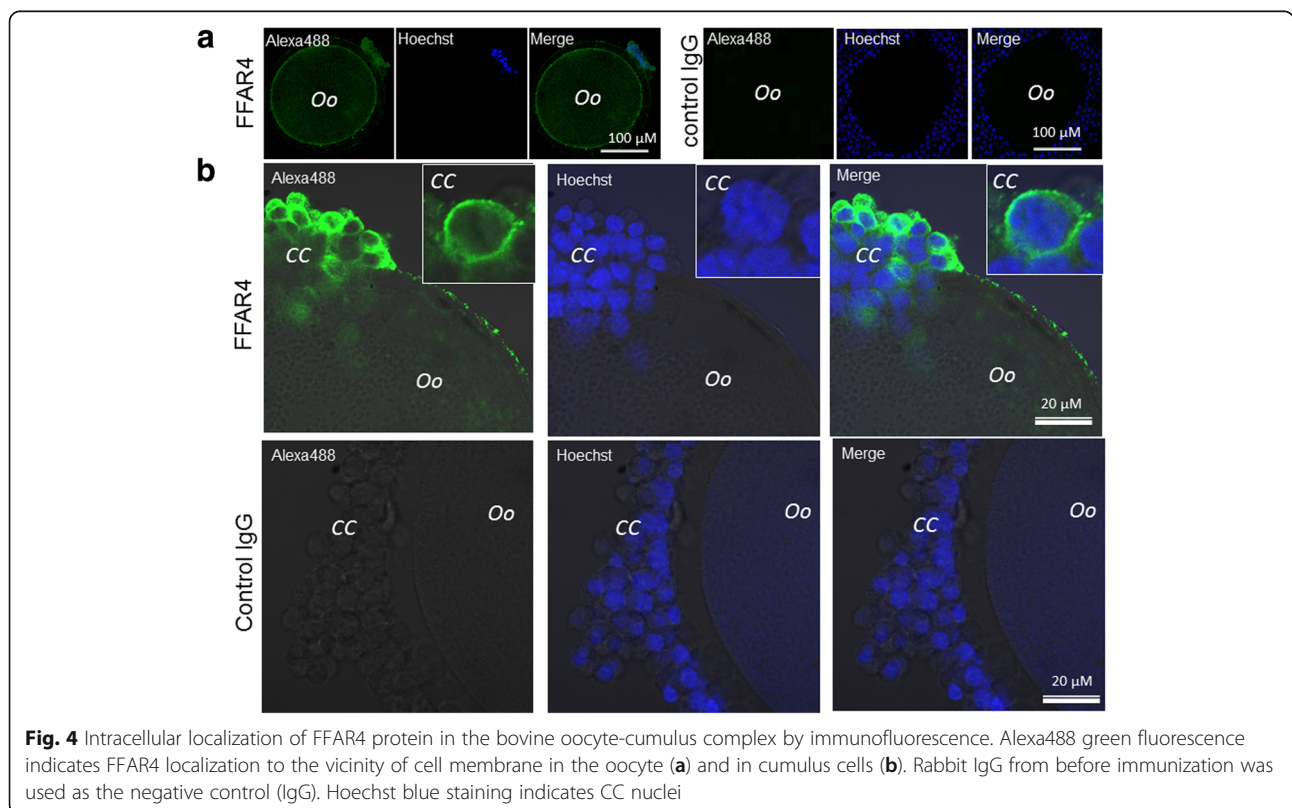 a
FFAR4
Alexa488
Hoechst
Merge
Oo
Oo
100 μM
control IgG
Alexa488
Hoechst
Merge
Oo
Oo
100 μM
b
FFAR4
Alexa488
CC
CC
Oo
Hoechst
CC
CC
Oo
Merge
CC
CC
Oo
20 μM
Control IgG
Alexa488
CC
Oo
Hoechst
CC
Oo
Merge
CC
Oo
20 μM
Fig. 4 Intracellular localization of FFAR4 protein in the bovine oocyte-cumulus complex by immunofluorescence. Alexa488 green fluorescence
indicates FFAR4 localization to the vicinity of cell membrane in the oocyte (a) and in cumulus cells (b). Rabbit IgG from before immunization was
used as the negative control (IgG). Hoechst blue staining indicates CC nuclei